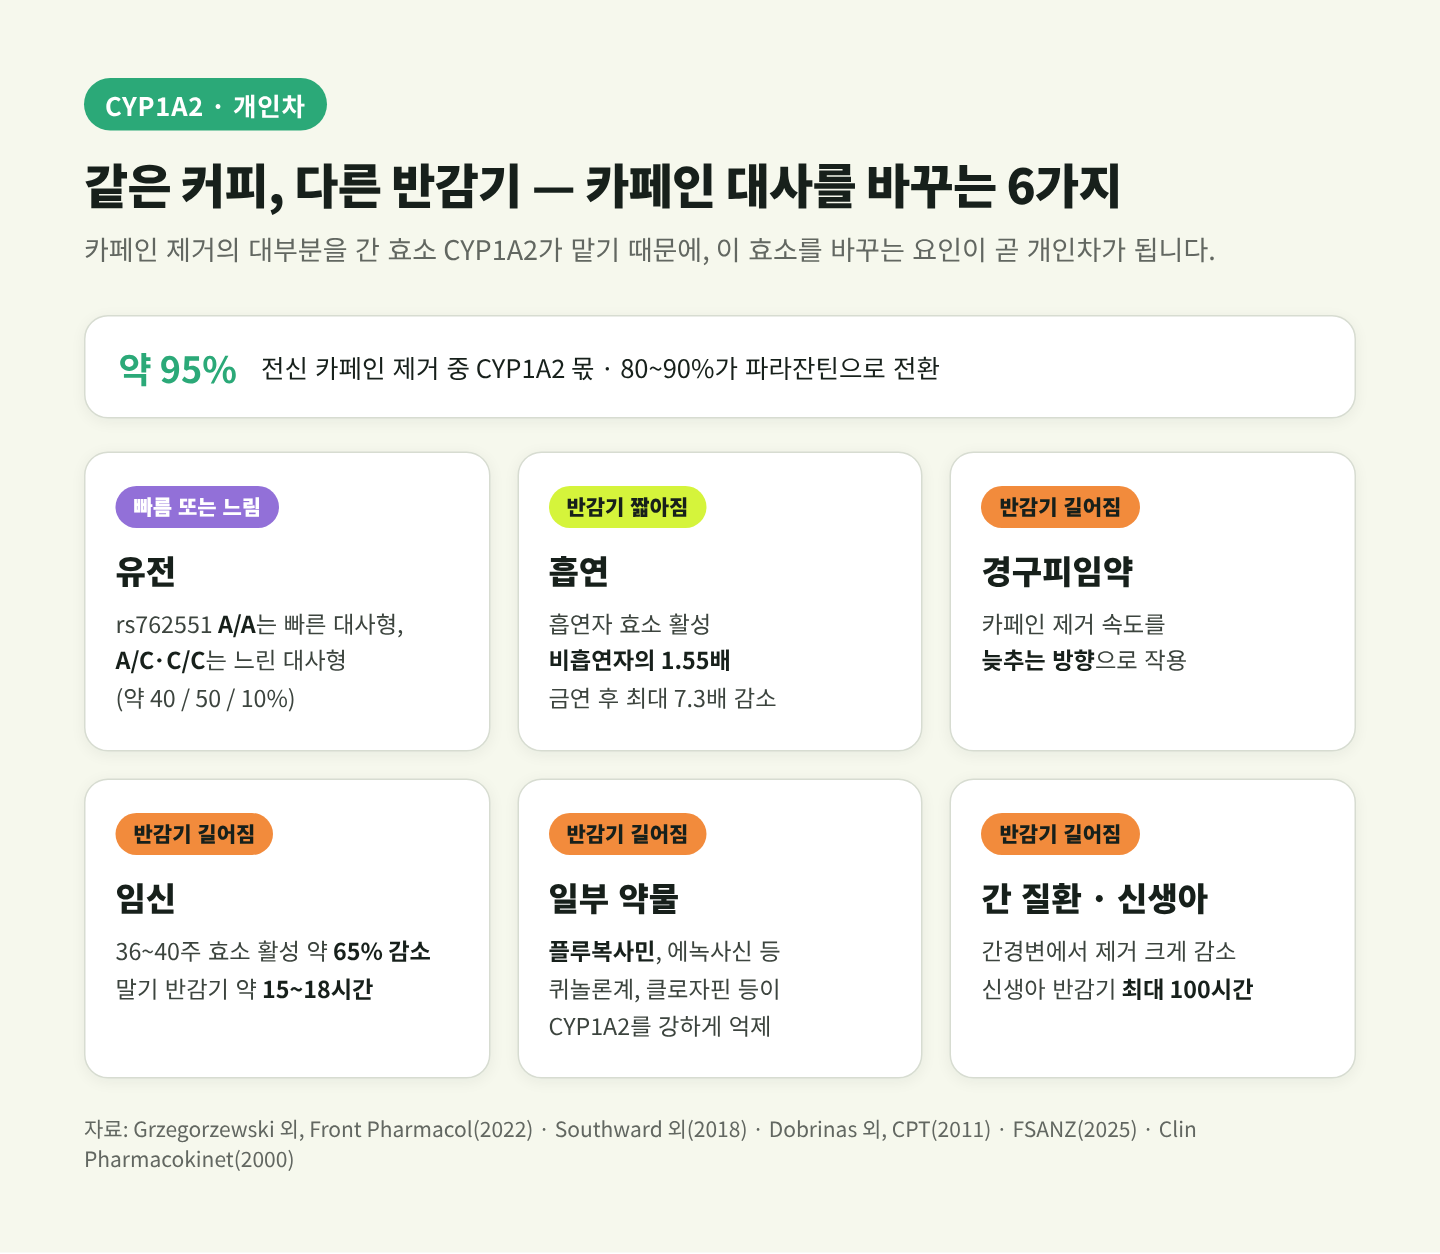 CYP1A2 · 개인차
같은 커피, 다른 반감기 — 카페인 대사를 바꾸는 6가지
카페인 제거의 대부분을 간 효소 CYP1A2가 맡기 때문에, 이 효소를 바꾸는 요인이 곧 개인차가 됩니다.
약 95% 전신 카페인 제거 중 CYP1A2 몫 · 80~90%가 파라잔틴으로 전환
빠름 또는 느림
유전
rs762551 A/A는 빠른 대사형,
A/C·C/C는 느린 대사형
(약 40 / 50 / 10%)
반감기 짧아짐
흡연
흡연자 효소 활성
비흡연자의 1.55배
금연 후 최대 7.3배 감소
반감기 길어짐
경구피임약
카페인 제거 속도를
늦추는 방향으로 작용
반감기 길어짐
임신
36~40주 효소 활성 약 65% 감소
말기 반감기 약 15~18시간
반감기 길어짐
일부 약물
플루복사민, 에녹사신 등
퀴놀론계, 클로자핀 등이
CYP1A2를 강하게 억제
반감기 길어짐
간 질환 · 신생아
간경변에서 제거 크게 감소
신생아 반감기 최대 100시간
자료: Grzegorzewski 외, Front Pharmacol(2022) · Southward 외(2018) · Dobrinas 외, CPT(2011) · FSANZ(2025) · Clin
Pharmacokinet(2000)